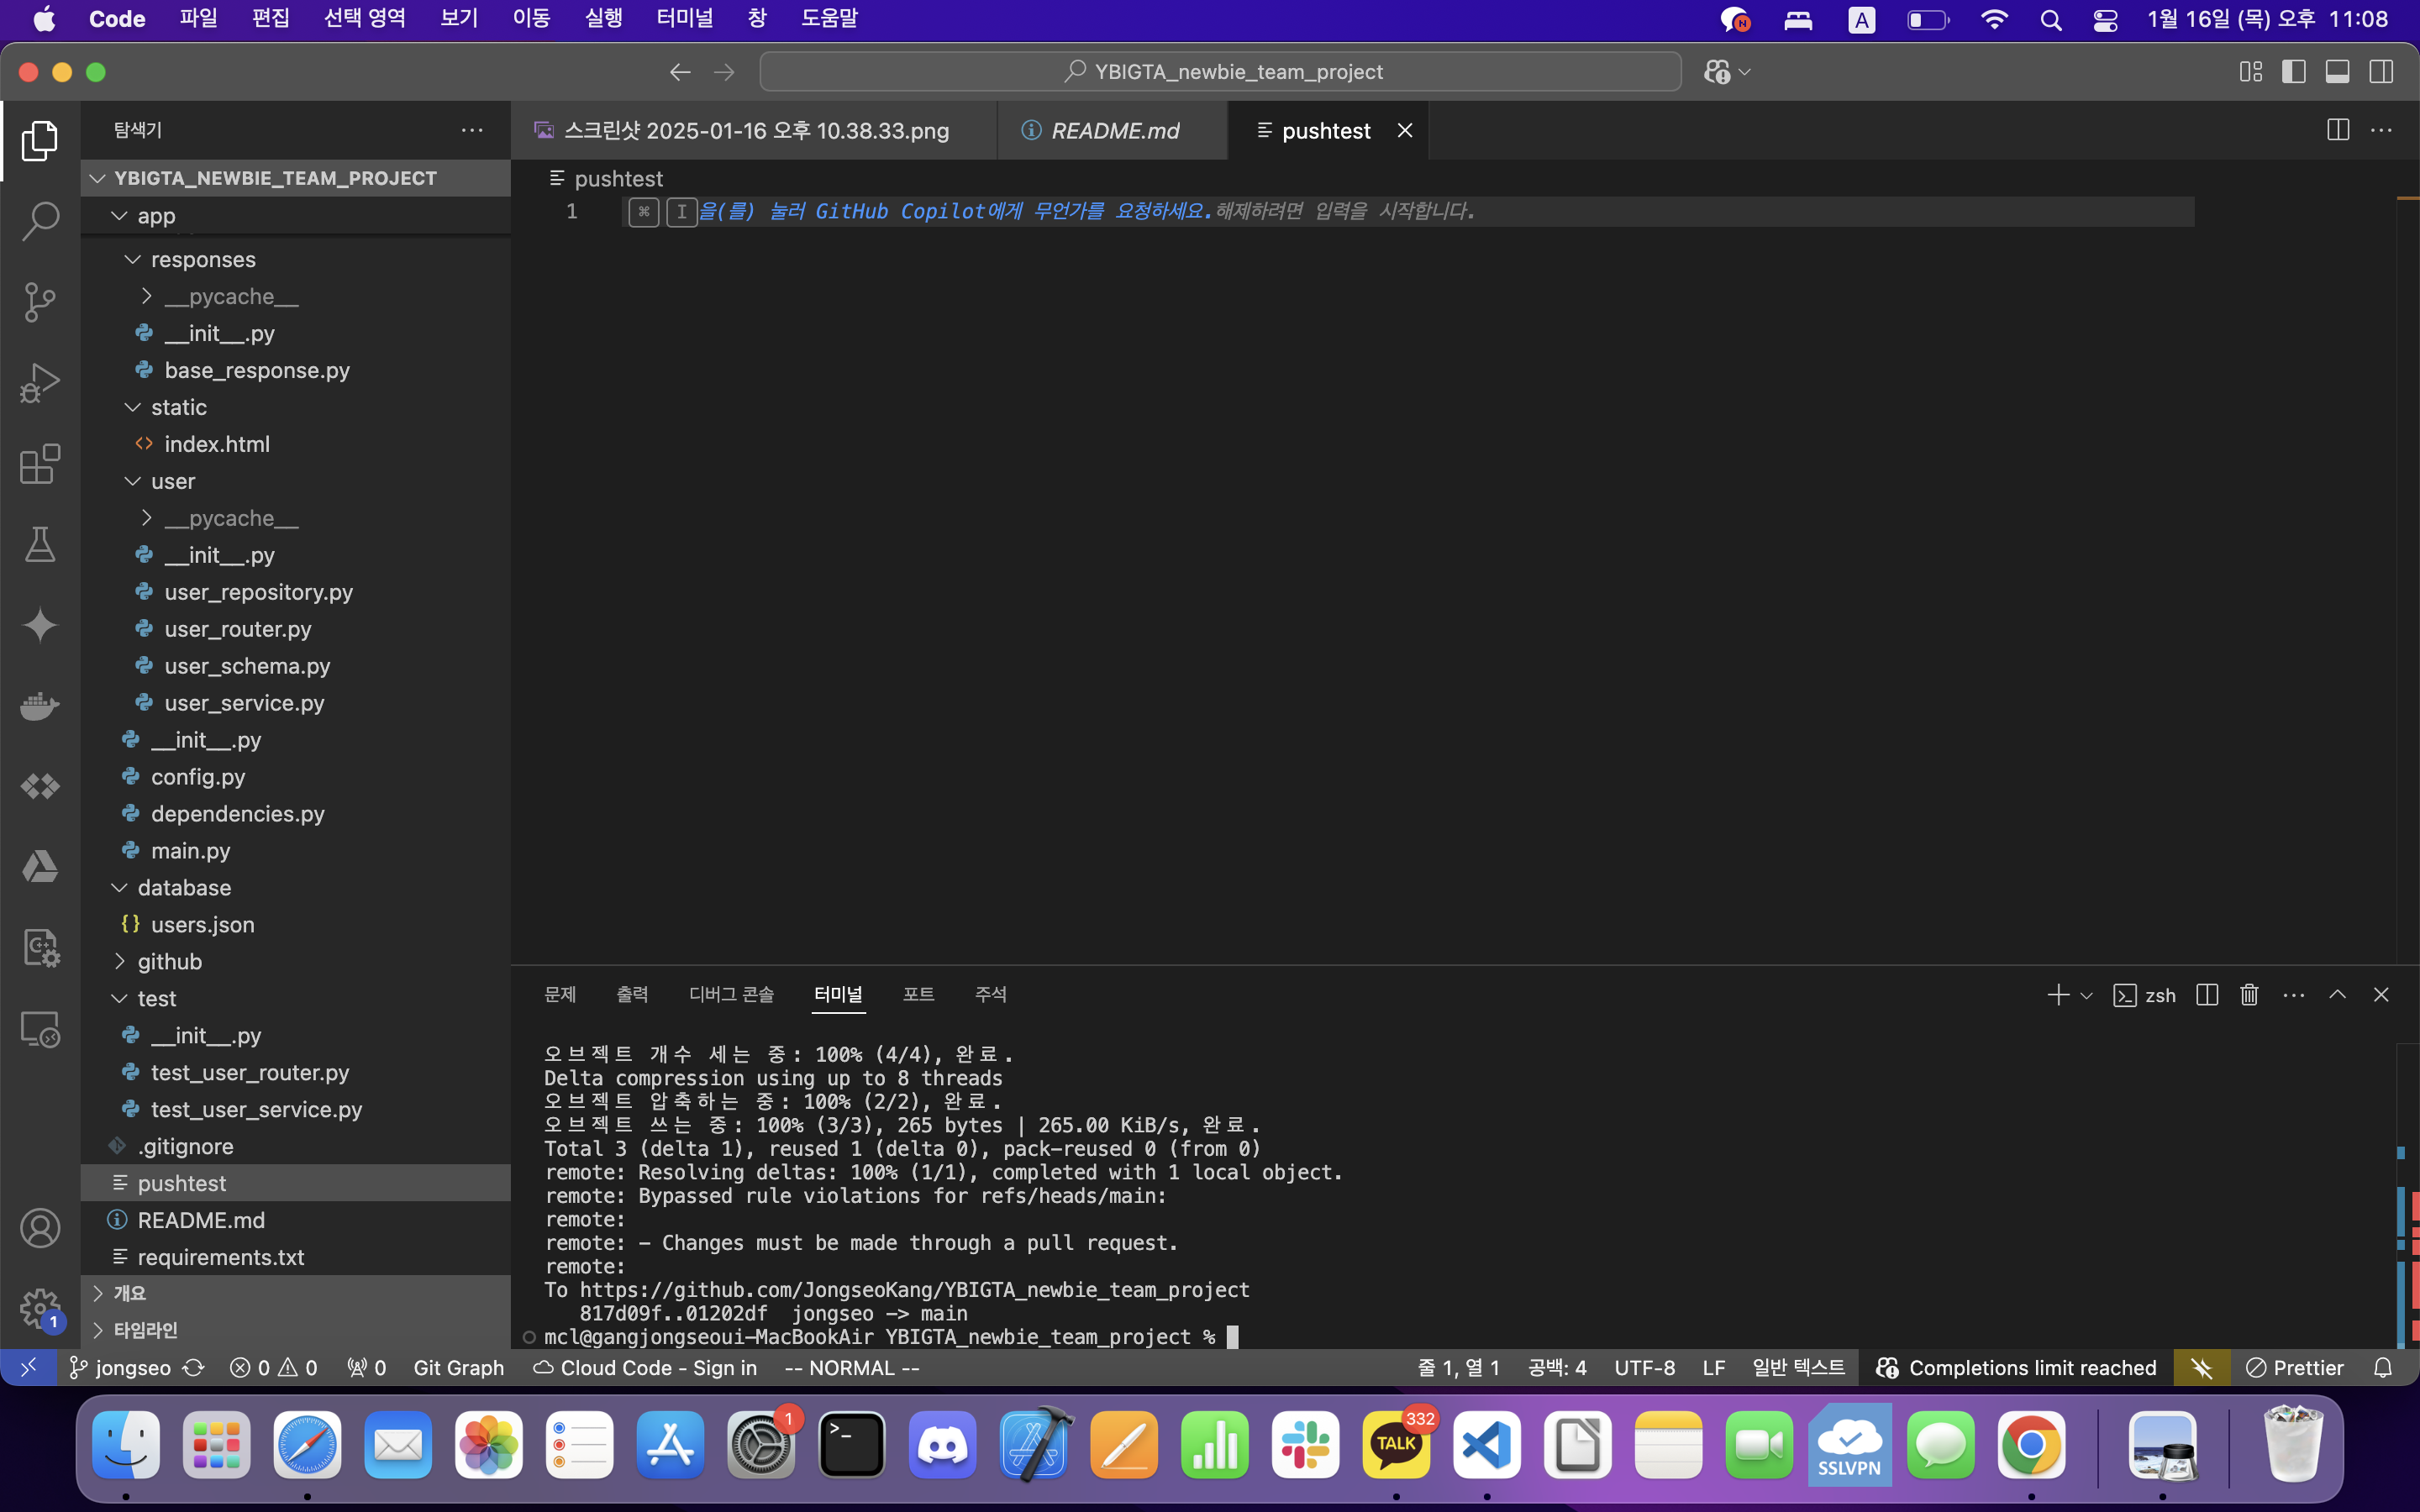 Code 파일 편집 선택 영역 보기 이동 실행 터미널 창 도움말
N A 1월 16일 (목) 오후 11:08
YBIGTA_newbie_team_project
탐색기
스크린샷 2025-01-16 오후 10.38.33.png
README.md
pushtest
YBIGTA_NEWBIE_TEAM_PROJECT
app
responses
__pycache__
__init__.py
base_response.py
static
index.html
user
__pycache__
__init__.py
user_repository.py
user_router.py
user_schema.py
user_service.py
__init__.py
config.py
dependencies.py
main.py
database
users.json
github
test
__init__.py
test_user_router.py
test_user_service.py
.gitignore
pushtest
README.md
requirements.txt
개요
타임라인
pushtest
1 ⌘ I 을(를) 눌러 GitHub Copilot에게 무언가를 요청하세요.해제하려면 입력을 시작합니다.
문제 출력 디버그 콘솔 터미널 포트 주석
zsh
오브젝트 개수 세는 중: 100% (4/4), 완료.
Delta compression using up to 8 threads
오브젝트 압축하는 중: 100% (2/2), 완료.
오브젝트 쓰는 중: 100% (3/3), 265 bytes | 265.00 KiB/s, 완료.
Total 3 (delta 1), reused 1 (delta 0), pack-reused 0 (from 0)
remote: Resolving deltas: 100% (1/1), completed with 1 local object.
remote: Bypassed rule violations for refs/heads/main:
remote:
remote: - Changes must be made through a pull request.
remote:
To https://github.com/JongseoKang/YBIGTA_newbie_team_project
817d09f..01202df jongseo -> main
mcl@gangjongseoui-MacBookAir YBIGTA_newbie_team_project %
1
jongseo 0 0 0 Git Graph Cloud Code - Sign in -- NORMAL --
줄 1, 열 1 공백: 4 UTF-8 LF 일반 텍스트 Completions limit reached Prettier
1
332
TALK
SSLVPN